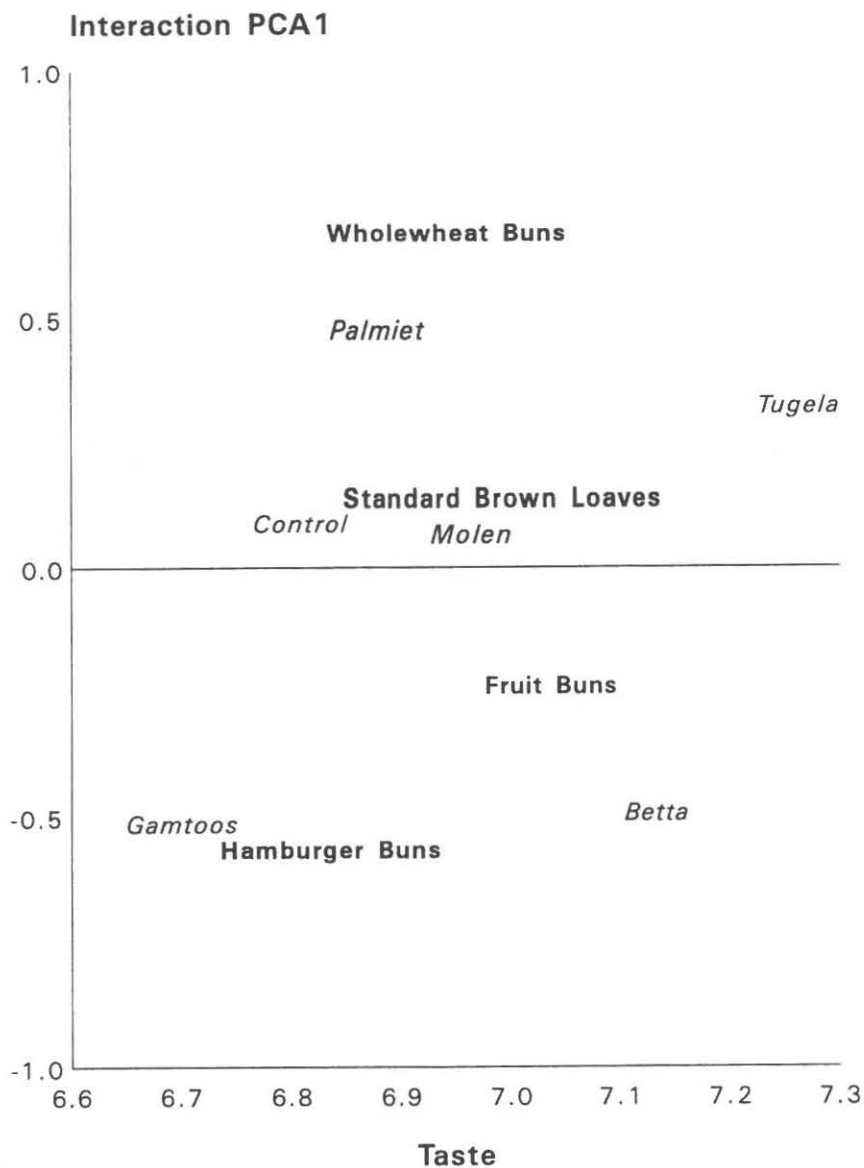 Interaction PCA1
1.0
Wholewheat Buns
0.5
Palmiet
Tugela
Standard Brown Loaves
Control
Molen
0.0
Fruit Buns
-0.5
Gamtoos
Betta
Hamburger Buns
-1.0
6.6 6.7 6.8 6.9 7.0 7.1 7.2 7.3
Taste